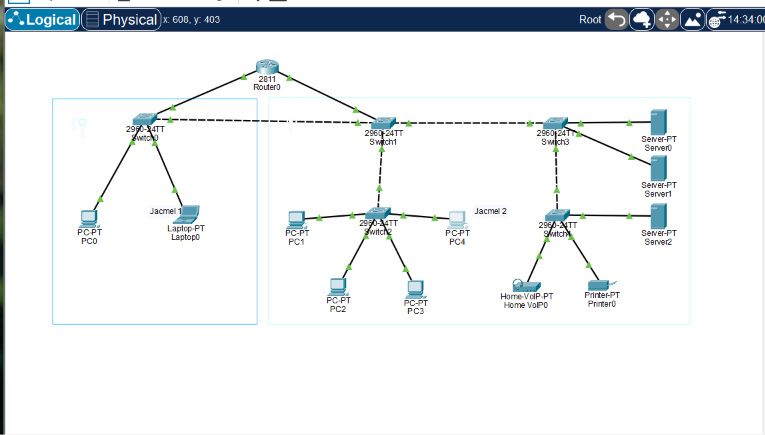 Logical
Physical
x: 608, y: 403
Root
14:34:00
2811
Router0
2960-24TT
Switch0
2960-24TT
Switch1
2960-24TT
Switch3
Server-PT
Server0
Server-PT
Server1
Jacmel 1
PC-PT
PC0
Laptop-PT
Laptop0
PC-PT
PC1
2960-24TT
Switch2
PC-PT
PC4
Jacmel 2
2960-24TT
Server-PT
Server2
PC-PT
PC2
PC-PT
PC3
Home-VoIP-PT
Home VoIP0
Printer-PT
Printer0